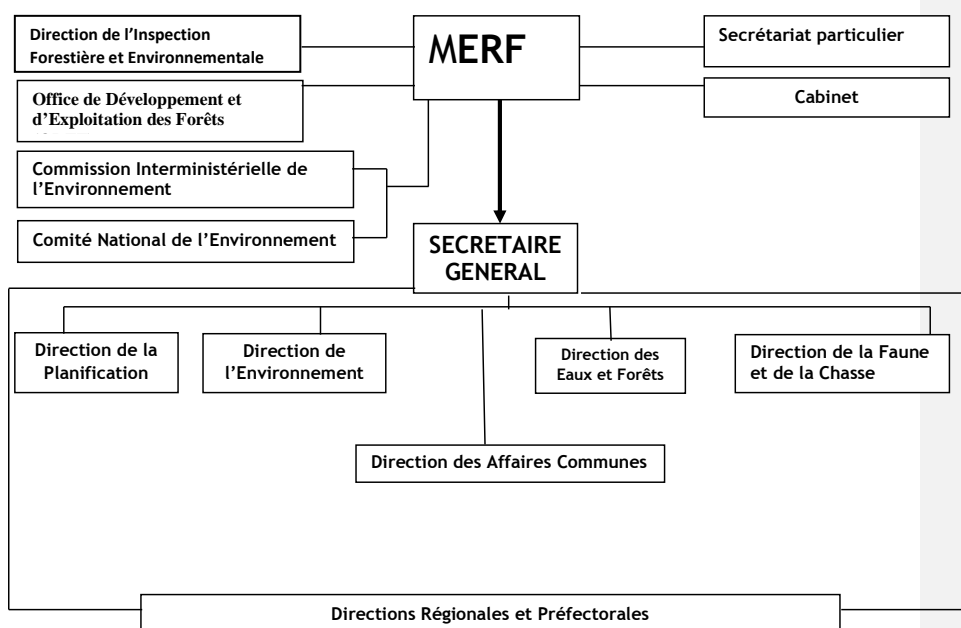 Direction de l'Inspection
Forestière et Environnementale
MERF
Secrétariat particulier
Office de Développement et
d'Exploitation des Forêts
Cabinet
Commission Interministérielle de
l'Environnement
Comité National de l'Environnement
SECRETAIRE
GENERAL
Direction de la
Planification
Direction de
l'Environnement
Direction des
Eaux et Forêts
Direction de la Faune
et de la Chasse
Direction des Affaires Communes
Directions Régionales et Préfectorales